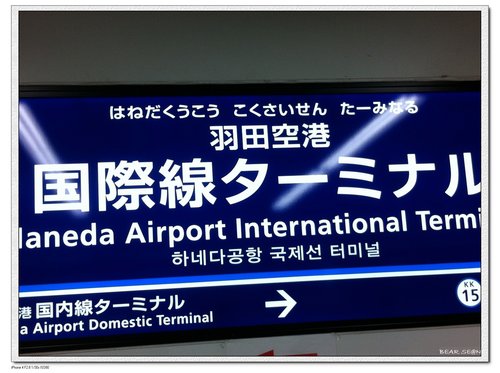 はねだくうこう こくさいせん たーみなる
羽田空港
国際線ターミナル
Haneda Airport International Termi
하네다공항 국제선 터미널
港 国内線ターミナル
a Airport Domestic Terminal
KK
15
BEAR SEON